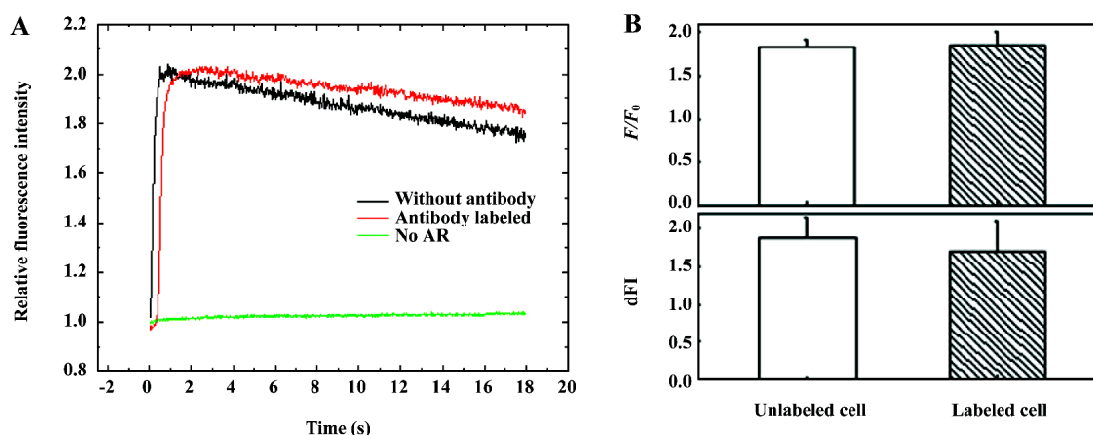 A
Relative fluorescence intensity
2.2
2.0
1.8
1.6
1.4
1.2
1.0
0.8
-2 0 2 4 6 8 10 12 14 16 18 20
Time (s)
Without antibody
Antibody labeled
No AR
B
F/F₀
2.0
1.5
1.0
0.5
0.0
dFI
2.0
1.5
1.0
1.0
0.0
Unlabeled cell
Labeled cell